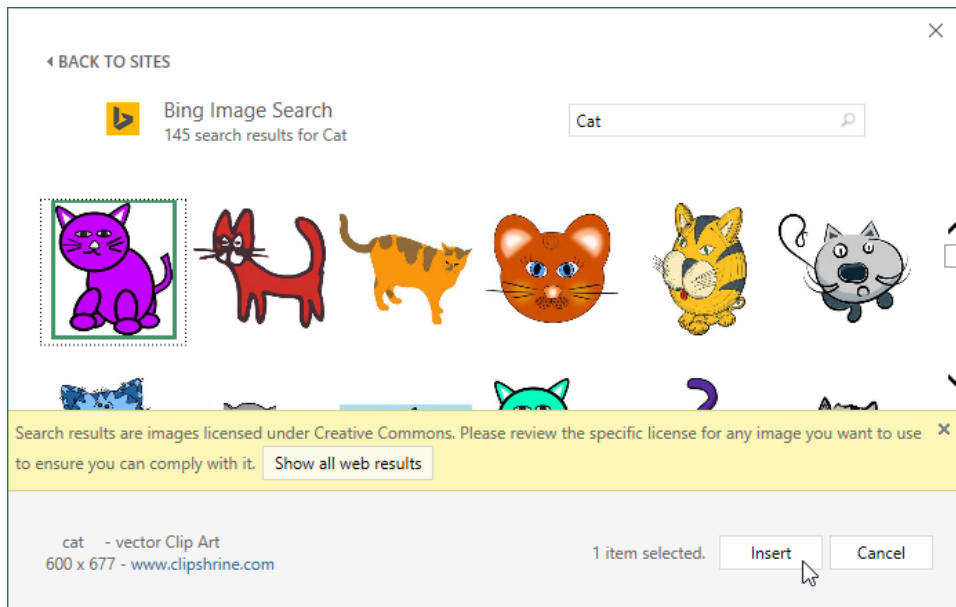 BACK TO SITES
Bing Image Search
145 search results for Cat
Cat
Search results are images licensed under Creative Commons. Please review the specific license for any image you want to use
to ensure you can comply with it. Show all web results
cat - vector Clip Art
600 x 677 - www.clipshrine.com
1 item selected. Insert Cancel